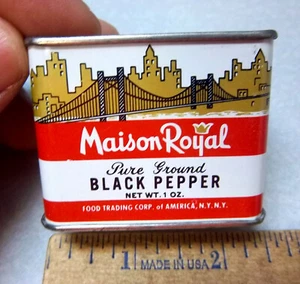 Maison Royal
Pure Ground
BLACK PEPPER
NET WT. 1 OZ.
FOOD TRADING CORP. of AMERICA, N.Y. N.Y.
1 MADE IN USA 2